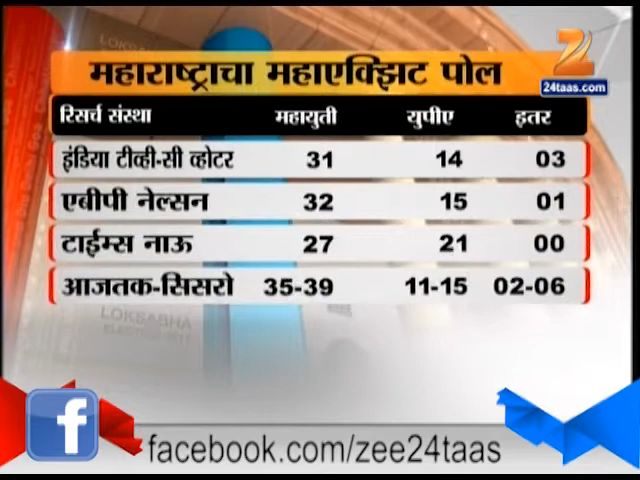 महाराष्ट्राचा महाएक्झिट पोल
24taas.com
रिसर्च संस्था महायुती युपीए इतर
इंडिया टीव्ही-सी व्होटर 31 14 03
एबीपी नेल्सन 32 15 01
टाईम्स नाऊ 27 21 00
आजतक-सिसरो 35-39 11-15 02-06
LOKSABHA
facebook.com/zee24taas